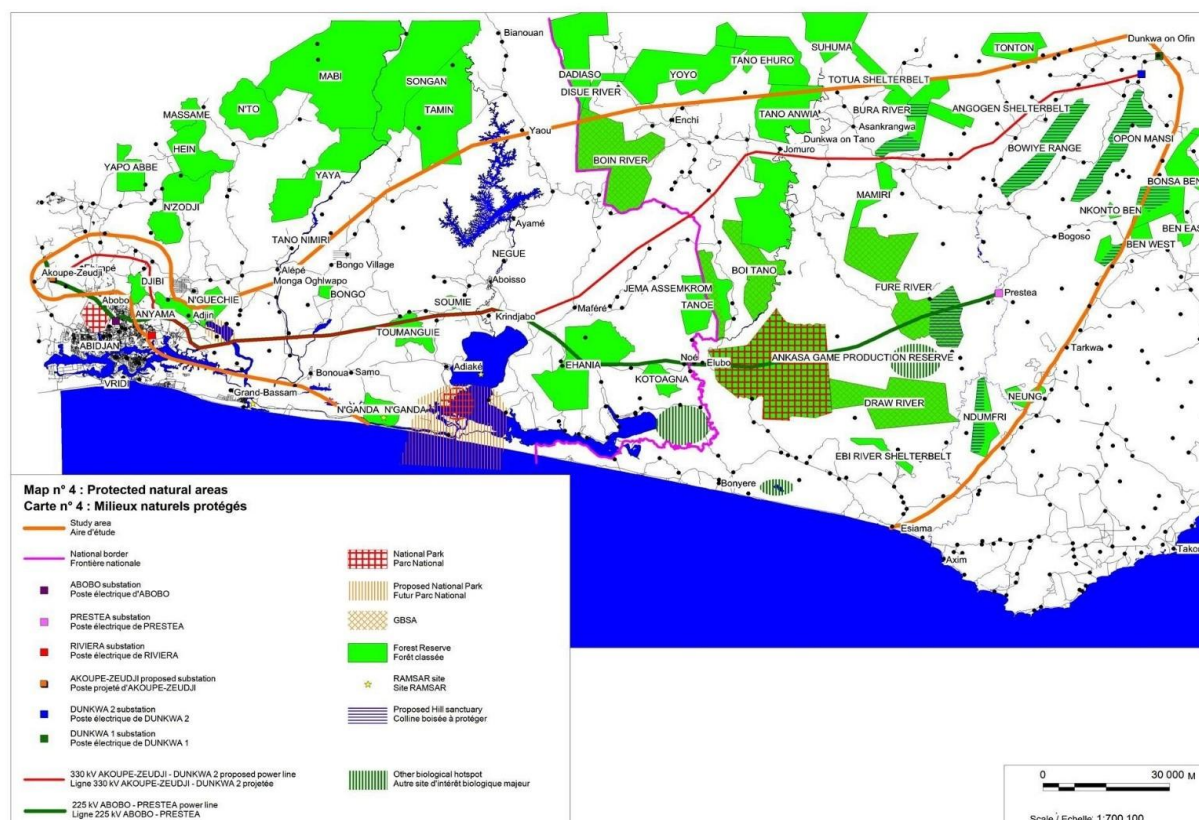 Bianouan
Dunkwa on Ofin
SUHUMA
TONTON
TANO EHURO
MABI
SONGAN
DADIASO
YOYO
DISUE RIVER
TOTUA SHELTERBELT
N'TO
TAMIN
MASSAME
BURA RIVER
ANGOGEN SHELTERBELT
Enchi
TANO ANWIA
Asankrangwa
Yaou
Dunkwa on Tano
OPON MANSI
HEIN
Jomuro
BOWIYE RANGE
BOIN RIVER
YAPO ABBE
YAYA
BONSA BEN
MAMIRI
N'ZODJI
NKONTO BEN
Ayamé
BEN EAS
TANO NIMIRI
Bogoso
BEN WEST
NEGUE
Bongo Village
Akoupe-Zeudji
Alépé
BOI TANO
DJIBI
Monga Oghlwapo
Aboisso
JEMA ASSEMKROM
FURE RIVER
BONGO
Prestea
Abobo
N'GUECHIE
SOUMIE
TANOE
Maféré
ANYAMA
Adjin
Krindjabo
TOUMANGUIE
ABIDJAN
Tarkwa
Noé
Elubo
ANKASA GAME PRODUCTION RESERVE
EHANIA
Bonoua
Samo
Adiaké
VRIDI
KOTOAGNA
Grand-Bassam
NEUNG
DRAW RIVER
N'GANDA
N'GANDA
NDUMFRI
EBI RIVER SHELTERBELT
Bonyere
Esiama
Axim
Takor
Map n° 4 : Protected natural areas
Carte n° 4 : Milieux naturels protégés
Study area
Aire d'étude
National border
Frontière nationale
ABOBO substation
Poste électrique d'ABOBO
PRESTEA substation
Poste électrique de PRESTEA
RIVIERA substation
Poste électrique de RIVIERA
AKOUPE-ZEUDJI proposed substation
Poste projeté d'AKOUPE-ZEUDJI
DUNKWA 2 substation
Poste électrique de DUNKWA 2
DUNKWA 1 substation
Poste électrique de DUNKWA 1
330 kV AKOUPE-ZEUDJI - DUNKWA 2 proposed power line
Ligne 330 kV AKOUPE-ZEUDJI - DUNKWA 2 projetée
225 kV ABOBO - PRESTEA power line
Ligne 225 kV ABOBO - PRESTEA
National Park
Parc National
Proposed National Park
Futur Parc National
GBSA
Forest Reserve
Forêt classée
RAMSAR site
Site RAMSAR
Proposed Hill sanctuary
Colline boisée à protéger
Other biological hotspot
Autre site d'intérêt biologique majeur
0
30 000 M
Scale / Echelle: 1:700 100